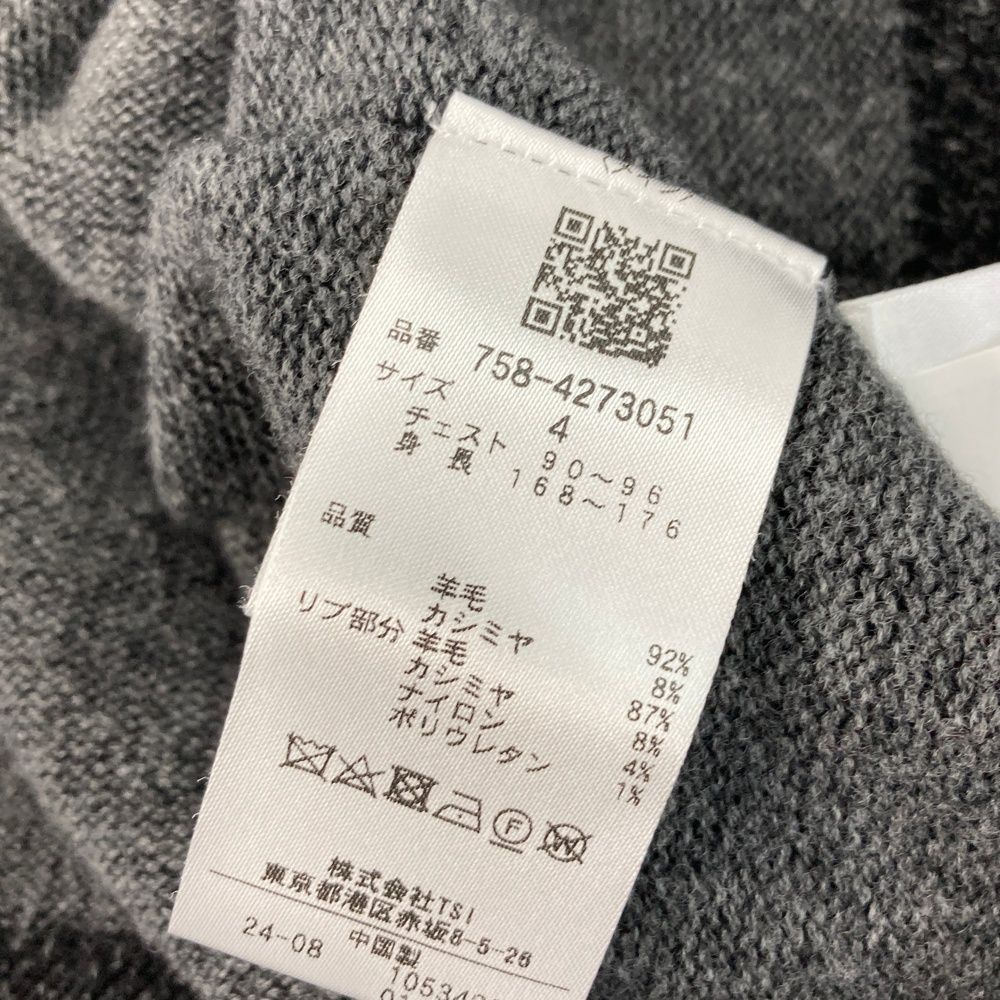 品番 758-4273051
サイズ 4
チェスト 90～96
身長 168～176
品質
羊毛 92%
カシミヤ 8%
リブ部分 羊毛 87%
カシミヤ 8%
ナイロン 4%
ポリウレタン 1%
F
W
株式会社TSI
東京都港区赤坂8-5-26
24-08 中国製